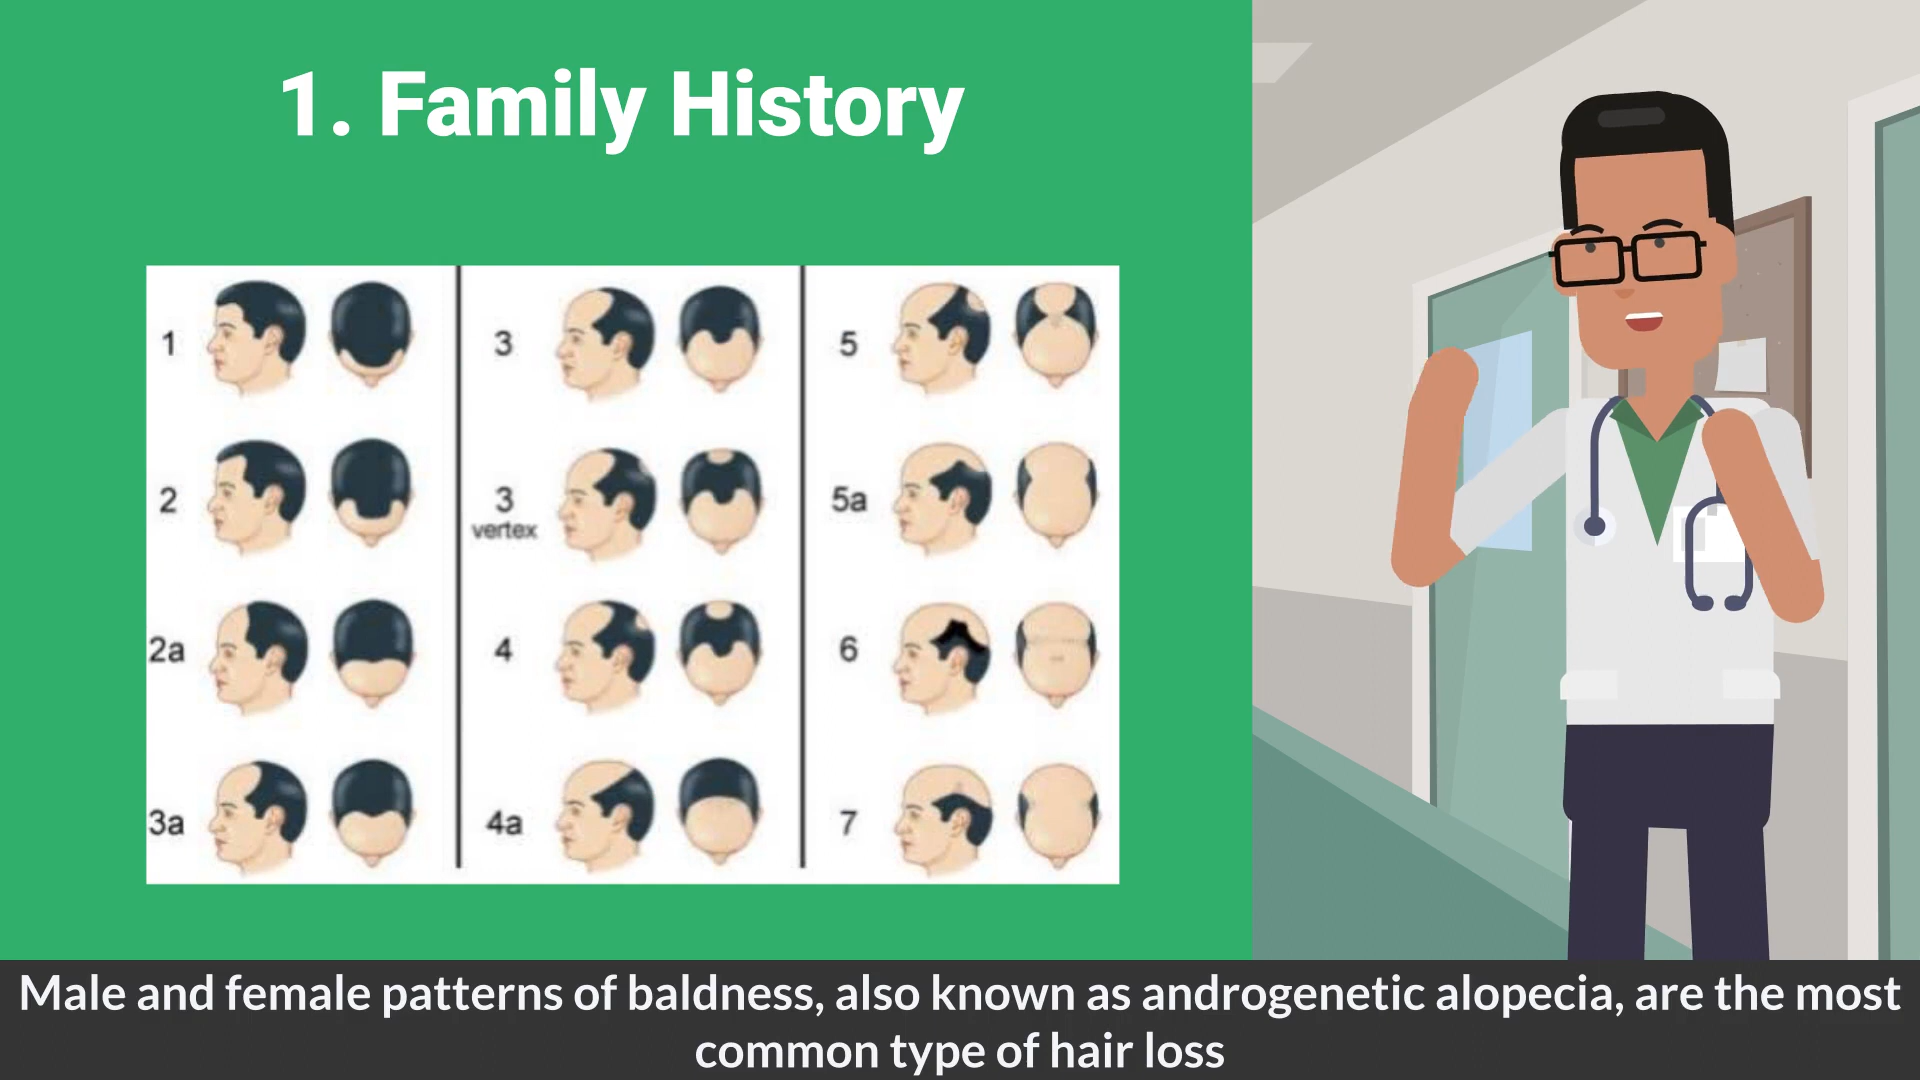 1. Family History
1
2
2a
3a
3
3
vertex
4
4a
5
5a
6
7
Male and female patterns of baldness, also known as androgenetic alopecia, are the most
common type of hair loss